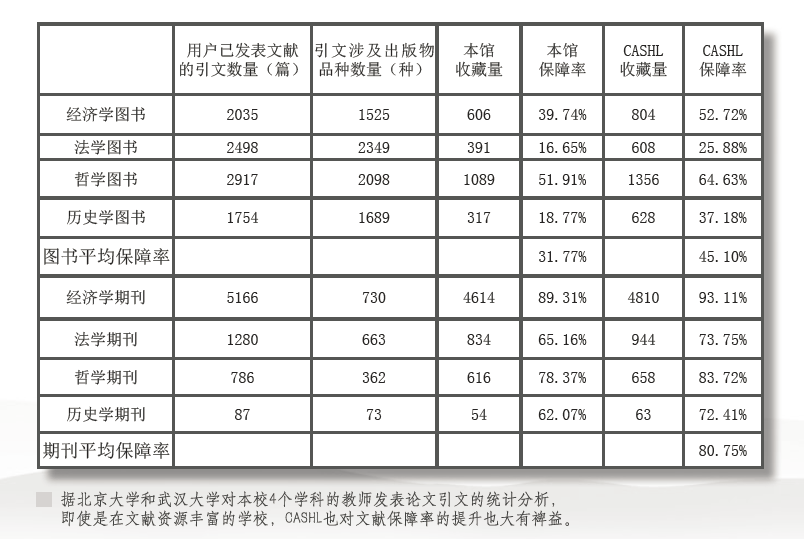 用户已发表文献的引文数量（篇） 引文涉及出版物品种数量（种） 本馆收藏量 本馆保障率 CASHL收藏量 CASHL保障率
经济学图书 2035 1525 606 39.74% 804 52.72%
法学图书 2498 2349 391 16.65% 608 25.88%
哲学图书 2917 2098 1089 51.91% 1356 64.63%
历史学图书 1754 1689 317 18.77% 628 37.18%
图书平均保障率 31.77% 45.10%
经济学期刊 5166 730 4614 89.31% 4810 93.11%
法学期刊 1280 663 834 65.16% 944 73.75%
哲学期刊 786 362 616 78.37% 658 83.72%
历史学期刊 87 73 54 62.07% 63 72.41%
期刊平均保障率 80.75%
据北京大学和武汉大学对本校4个学科的教师发表论文引文的统计分析，
即使是在文献资源丰富的学校，CASHL也对文献保障率的提升也大有裨益。